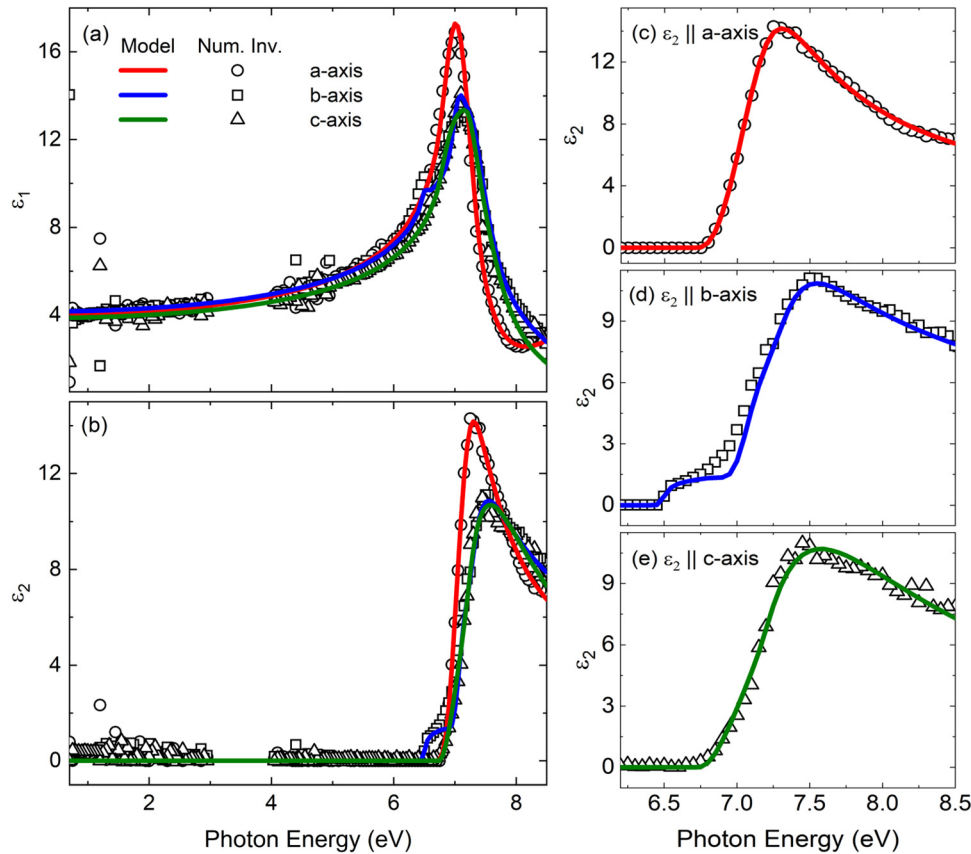 (a)
Model Num. Inv.
a-axis
b-axis
c-axis
16
12
8
4
ε₁
(b)
12
8
4
0
ε₂
2 4 6 8
Photon Energy (eV)
(c) ε₂ || a-axis
12
8
4
0
ε₂
(d) ε₂ || b-axis
9
6
3
0
ε₂
(e) ε₂ || c-axis
9
6
3
0
ε₂
6.5 7.0 7.5 8.0 8.5
Photon Energy (eV)